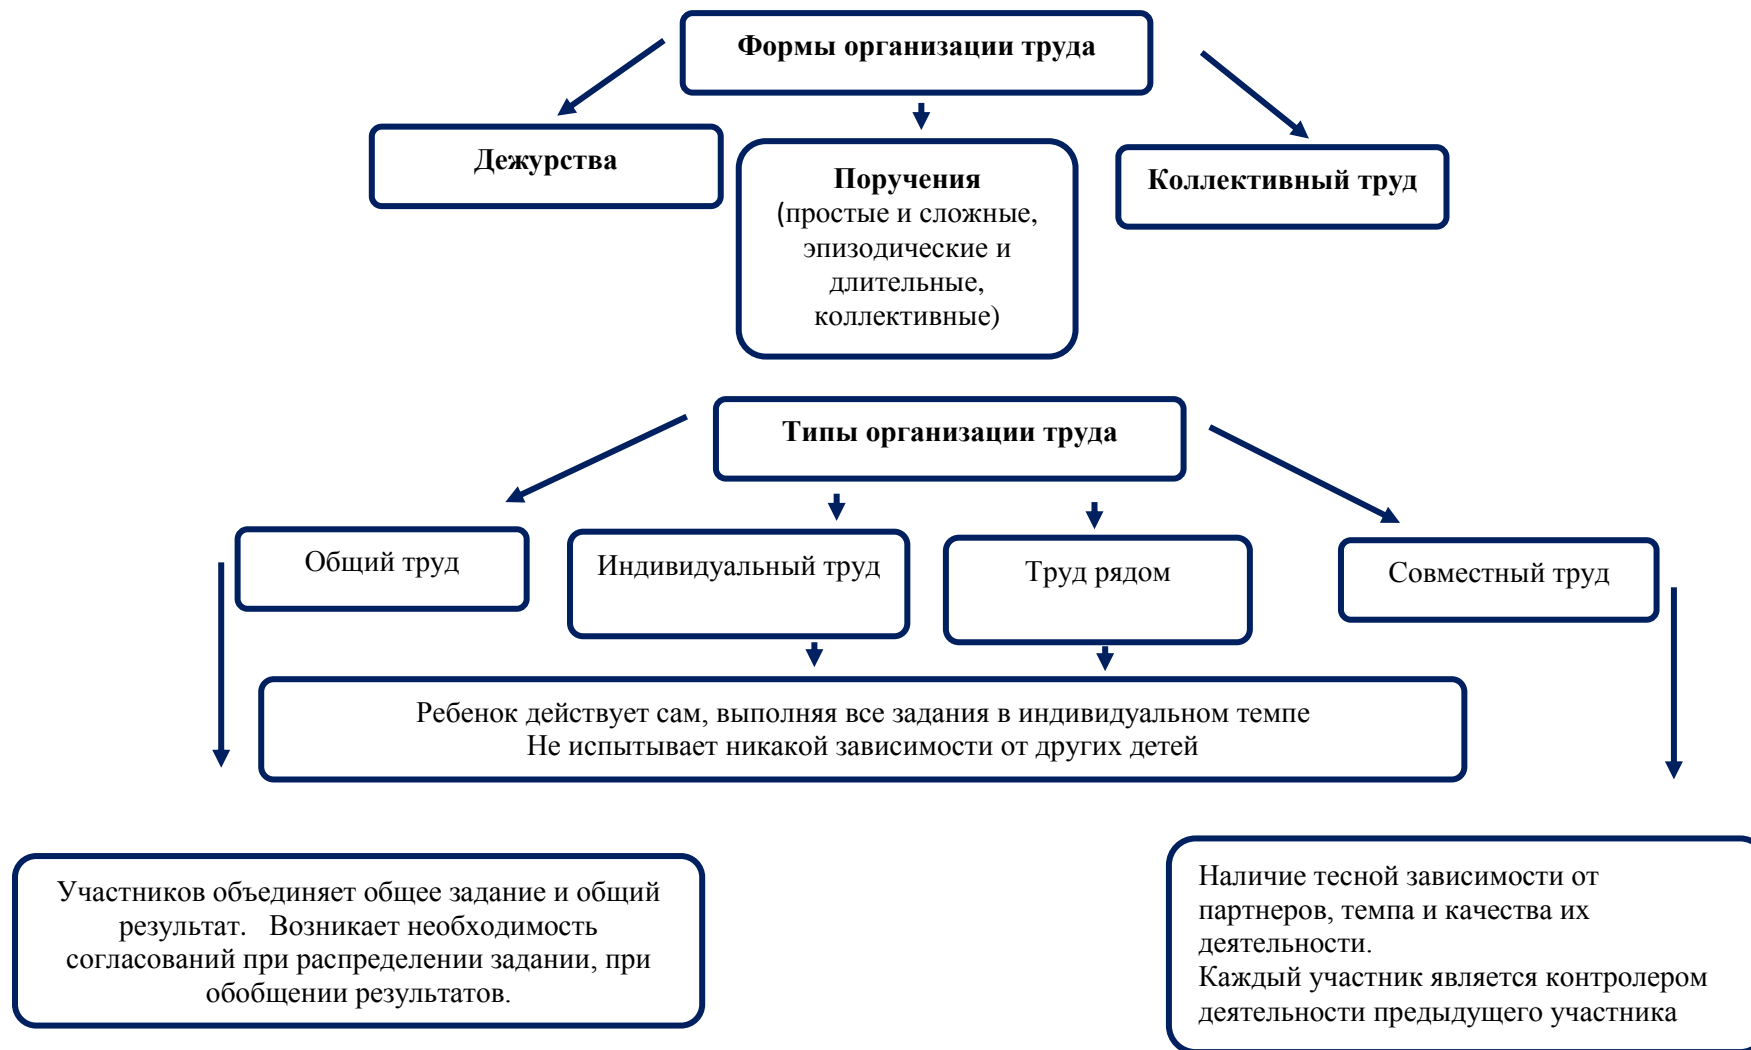 Формы организации труда
Дежурства
Поручения
(простые и сложные,
эпизодические и
длительные,
коллективные)
Коллективный труд
Типы организации труда
Общий труд
Индивидуальный труд
Труд рядом
Совместный труд
Ребенок действует сам, выполняя все задания в индивидуальном темпе
Не испытывает никакой зависимости от других детей
Участников объединяет общее задание и общий
результат. Возникает необходимость
согласований при распределении задании, при
обобщении результатов.
Наличие тесной зависимости от
партнеров, темпа и качества их
деятельности.
Каждый участник является контролером
деятельности предыдущего участника